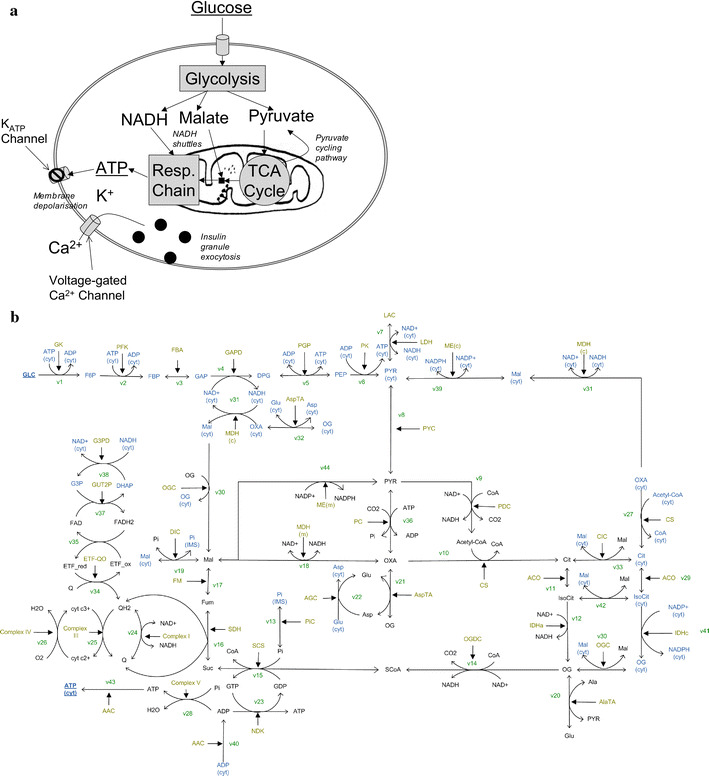 a
Glucose
Glycolysis
NADH Malate Pyruvate
NADH
shuttles
Pyruvate
cycling
pathway
KATP
Channel
ATP
Resp.
Chain
TCA
Cycle
Membrane
depolarisation
K+
Ca2+
Insulin
granule
exocytosis
Voltage-gated
Ca2+ Channel
b
LAC
v7
NAD+
(cyt)
LDH
NADH
(cyt)
GK
ATP
(cyt)
ADP
(cyt)
PFK
ATP
(cyt)
ADP
(cyt)
FBA
GAPD
v4
PGP
ADP
(cyt)
ATP
(cyt)
PK
ADP
(cyt)
ATP
(cyt)
ME(c)
NADPH
(cyt)
NADP+
(cyt)
MDH
(c)
NAD+
(cyt)
NADH
(cyt)
GLC
v1
F6P
v2
FBP
v3
GAP
DPG
v5
PEP
v6
PYR
(cyt)
v39
Mal
(cyt)
v31
v31
NAD+
(cyt)
NADH
(cyt)
Glu
(cyt)
AspTA
Asp
(cyt)
Mal
(cyt)
MDH
(c)
OXA
(cyt)
v32
OG
(cyt)
v8
PYC
NAD+
(cyt)
G3PD
NADH
(cyt)
v38
G3P
GUT2P
DHAP
v37
FAD
FADH2
v35
ETF-QO
ETF_red
ETF_ox
v34
Q
OG
OGC
v30
OG
(cyt)
v44
NADP+
NADPH
ME(m)
PYR
v9
NAD+
CoA
PDC
NADH
CO2
CO2
ATP
PC
v36
Pi
ADP
OXA
(cyt)
Acetyl-CoA
(cyt)
v27
CS
CoA
(cyt)
DIC
Pi
Pi
(IMS)
Mal
(cyt)
v19
Mal
MDH
(m)
NAD+
NADH
v18
OXA
v10
Acetyl-CoA
CoA
CS
Cit
CIC
Mal
(cyt)
Mal
v33
Cit
(cyt)
FM
v17
Fum
Asp
(cyt)
Glu
v21
AGC
v22
AspTA
Asp
Glu
(cyt)
OG
ACO
v11
IsoCit
Mal
(cyt)
Mal
v42
ACO
v29
IsoCit
(cyt)
Complex IV
H2O
cyt c3+
QH2
Complex
III
v26
v25
v24
NAD+
Complex I
NADH
O2
cyt c2+
Q
SDH
v16
Pi
(IMS)
v13
PIC
Pi
NAD+
v12
IDHa
NADH
NADP+
(cyt)
IDHc
v41
NADPH
(cyt)
Suc
CoA
SCS
Pi
v15
GTP
GDP
SCoA
OGDC
CO2
CoA
v14
NADH
NAD+
OG
v30
OGC
Mal
(cyt)
Mal
OG
(cyt)
ATP
(cyt)
v43
AAC
ATP
Complex V
Pi
H2O
v28
ADP
v23
ATP
NDK
AAC
v40
ADP
(cyt)
Ala
v20
AlaTA
PYR
Glu